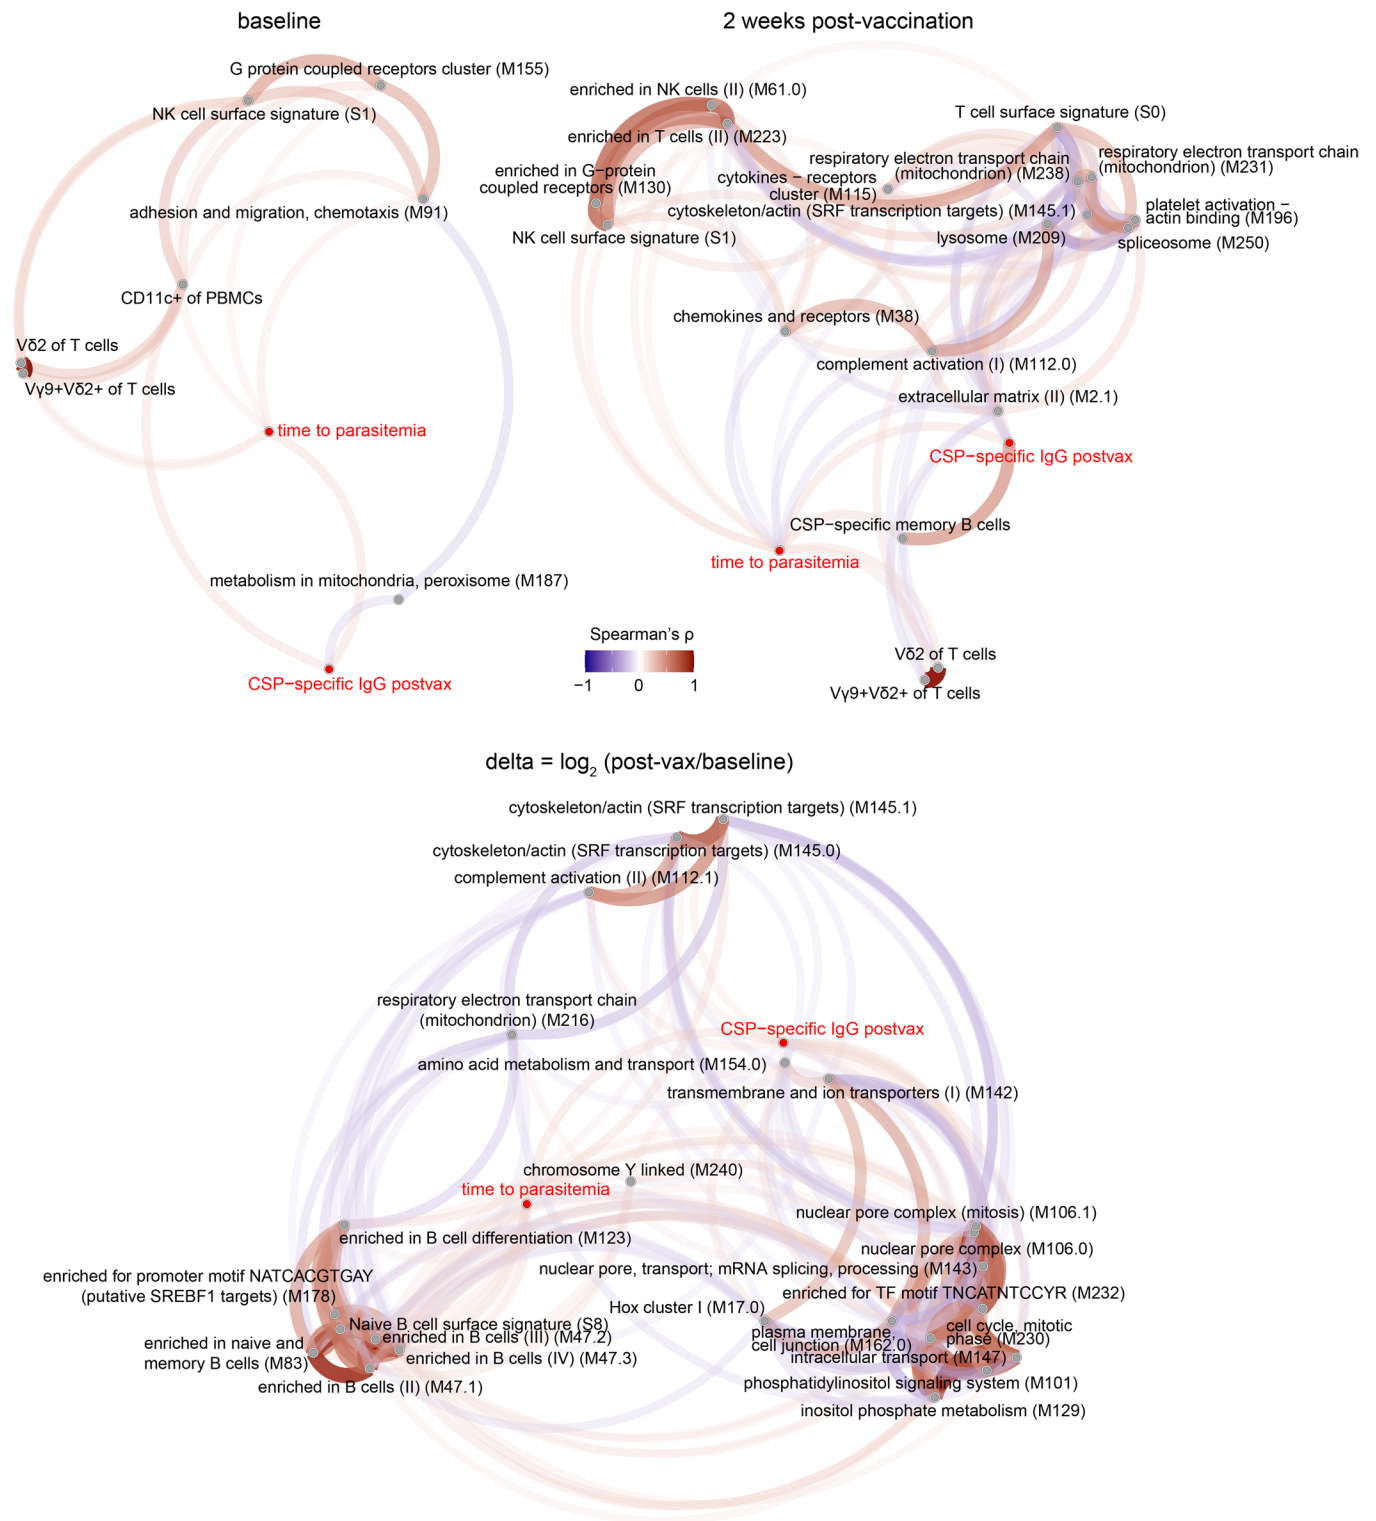 baseline
G protein coupled receptors cluster (M155)
NK cell surface signature (S1)
adhesion and migration, chemotaxis (M91)
CD11c+ of PBMCs
Vδ2 of T cells
Vγ9+Vδ2+ of T cells
time to parasitemia
metabolism in mitochondria, peroxisome (M187)
CSP−specific IgG postvax
2 weeks post-vaccination
enriched in NK cells (II) (M61.0)
enriched in T cells (II) (M223)
enriched in G−protein
coupled receptors (M130)
NK cell surface signature (S1)
T cell surface signature (S0)
respiratory electron transport chain
(mitochondrion) (M238)
respiratory electron transport chain
(mitochondrion) (M231)
cytokines − receptors
cluster (M115)
cytoskeleton/actin (SRF transcription targets) (M145.1)
platelet activation −
actin binding (M196)
lysosome (M209)
spliceosome (M250)
chemokines and receptors (M38)
complement activation (I) (M112.0)
extracellular matrix (II) (M2.1)
CSP−specific IgG postvax
CSP−specific memory B cells
time to parasitemia
Vδ2 of T cells
Vγ9+Vδ2+ of T cells
Spearman's ρ
−1 0 1
delta = log2 (post-vax/baseline)
cytoskeleton/actin (SRF transcription targets) (M145.1)
cytoskeleton/actin (SRF transcription targets) (M145.0)
complement activation (II) (M112.1)
respiratory electron transport chain
(mitochondrion) (M216)
CSP−specific IgG postvax
amino acid metabolism and transport (M154.0)
transmembrane and ion transporters (I) (M142)
chromosome Y linked (M240)
time to parasitemia
nuclear pore complex (mitosis) (M106.1)
enriched in B cell differentiation (M123)
nuclear pore complex (M106.0)
nuclear pore, transport; mRNA splicing, processing (M143)
enriched for promoter motif NATCACGTGAY
(putative SREBF1 targets) (M178)
enriched for TF motif TNCATNTCCYR (M232)
Hox cluster I (M17.0)
Naive B cell surface signature (S8)
cell cycle, mitotic
phase (M230)
plasma membrane,
cell junction (M162.0)
enriched in B cells (III) (M47.2)
enriched in naive and
memory B cells (M83)
enriched in B cells (IV) (M47.3)
intracellular transport (M147)
enriched in B cells (II) (M47.1)
phosphatidylinositol signaling system (M101)
inositol phosphate metabolism (M129)